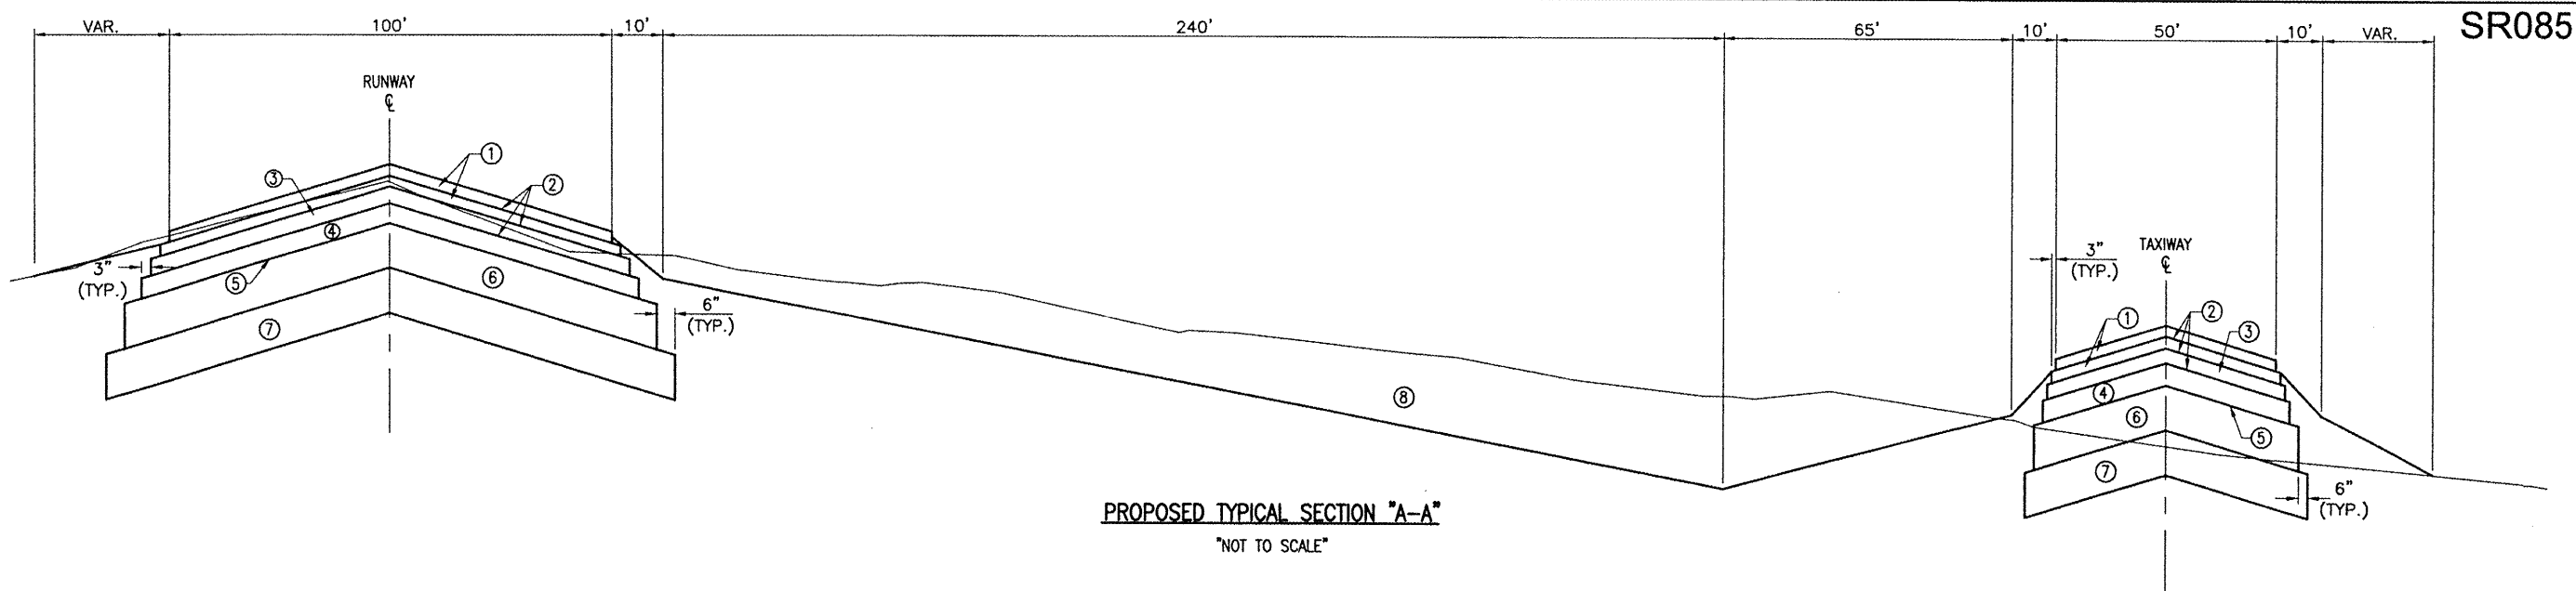 SR085
VAR.
100'
10'
240'
65'
10'
50'
10'
VAR.
RUNWAY
℄
①
③
②
④
3"
(TYP.)
⑤
⑥
6"
(TYP.)
⑦
⑧
3"
(TYP.)
TAXIWAY
℄
①
②
③
④
⑥
⑤
⑦
6"
(TYP.)
PROPOSED TYPICAL SECTION "A-A"
"NOT TO SCALE"